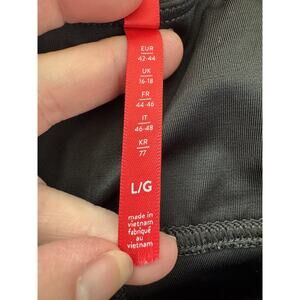 EUR
42-44
UK
16-18
FR
44-46
IT
46-48
KR
77
L/G
made in
vietnam
fabriqué
au
vietnam